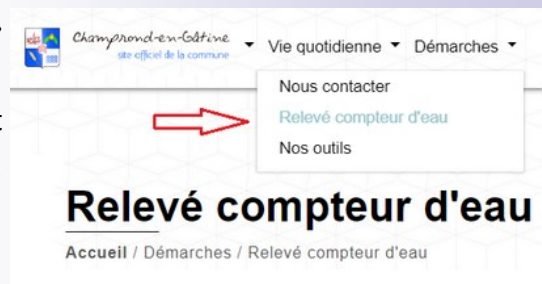 Champrond-en-Gâtine
site officiel de la commune
Vie quotidienne Démarches
Nous contacter
Relevé compteur d'eau
Nos outils
Relevé compteur d'eau
Accueil / Démarches / Relevé compteur d'eau